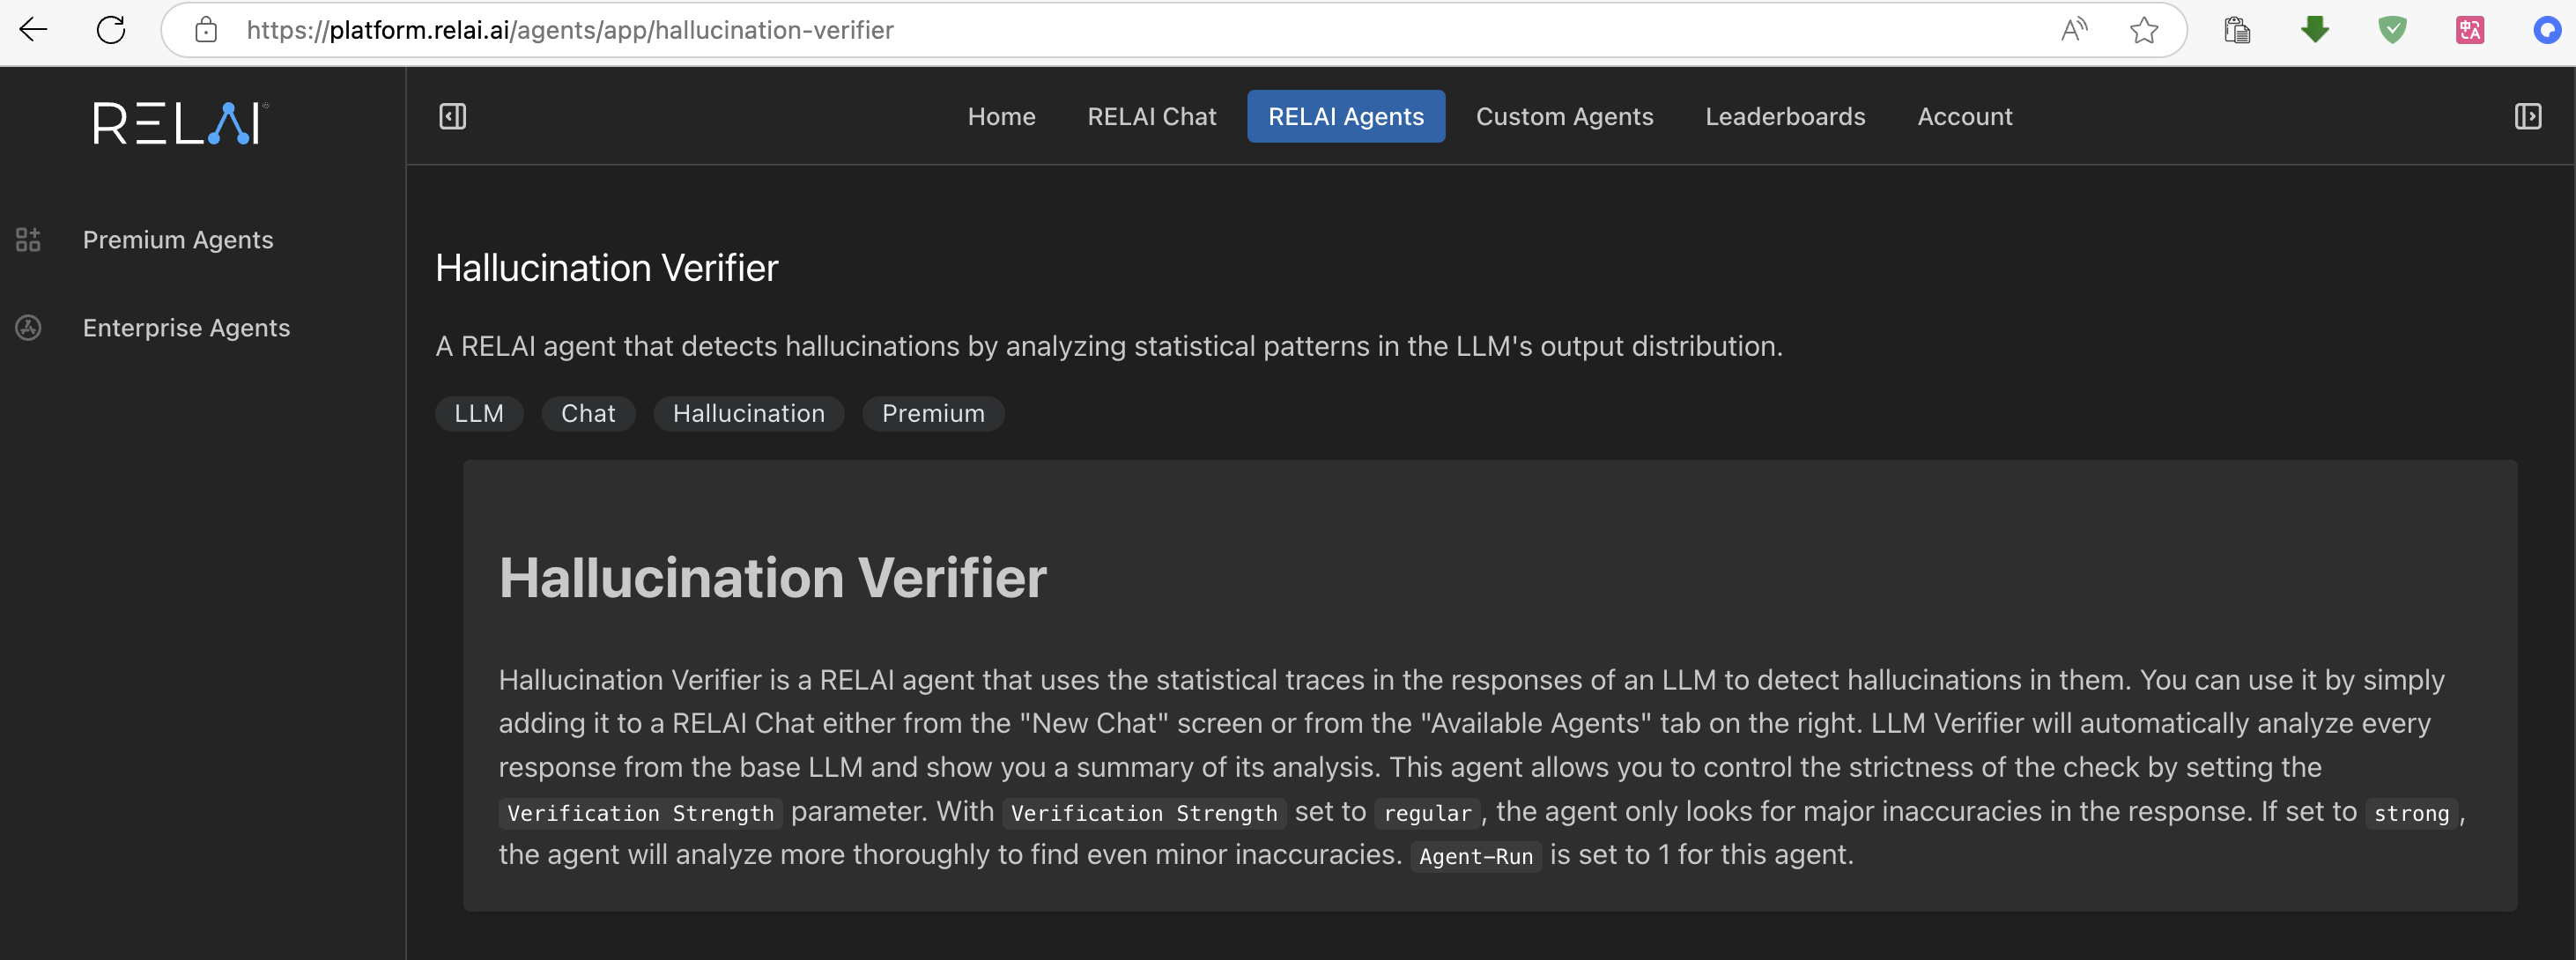 https://platform.relai.ai/agents/app/hallucination-verifier
RELAI
Home RELAI Chat RELAI Agents Custom Agents Leaderboards Account
Premium Agents
Enterprise Agents
Hallucination Verifier
A RELAI agent that detects hallucinations by analyzing statistical patterns in the LLM's output distribution.
LLM Chat Hallucination Premium
Hallucination Verifier
Hallucination Verifier is a RELAI agent that uses the statistical traces in the responses of an LLM to detect hallucinations in them. You can use it by simply
adding it to a RELAI Chat either from the "New Chat" screen or from the "Available Agents" tab on the right. LLM Verifier will automatically analyze every
response from the base LLM and show you a summary of its analysis. This agent allows you to control the strictness of the check by setting the
Verification Strength parameter. With Verification Strength set to regular, the agent only looks for major inaccuracies in the response. If set to strong,
the agent will analyze more thoroughly to find even minor inaccuracies. Agent-Run is set to 1 for this agent.